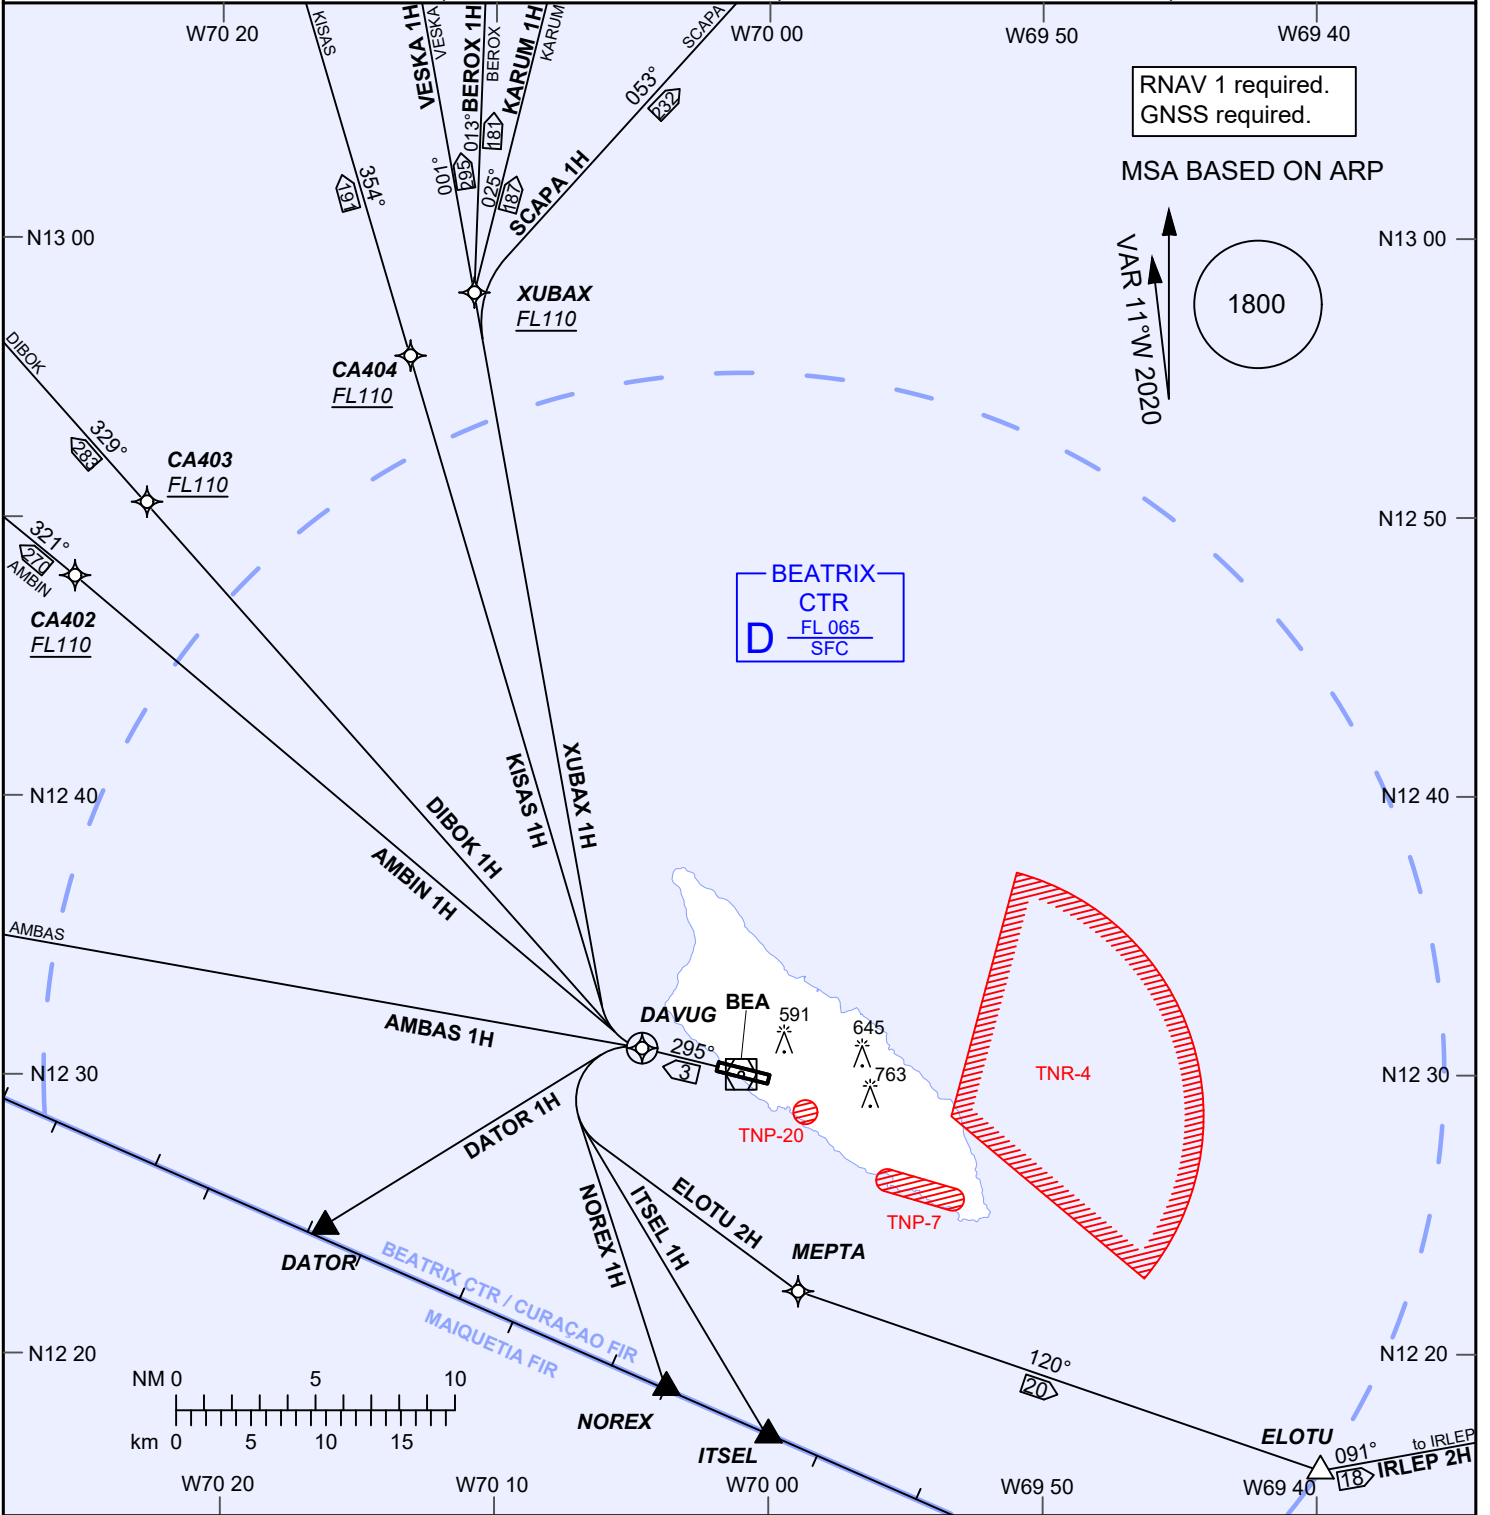 W70 20
W70 00
W69 50
W69 40
KISAS
VESKA 1H
VESKA
BEROX 1H
BEROX
KARUM 1H
KARUM
SCAPA
RNAV 1 required.
GNSS required.
MSA BASED ON ARP
053°
232
013°
181
001°
295
025°
187
354°
191
SCAPA 1H
N13 00
N13 00
VAR 11°W 2020
1800
XUBAX
FL110
CA404
FL110
DIBOK
329°
283
CA403
FL110
321°
270
AMBIN
CA402
FL110
N12 50
BEATRIX
CTR
D
FL 065
SFC
N12 40
N12 40
KISAS 1H
XUBAX 1H
DIBOK 1H
AMBIN 1H
AMBAS
AMBAS 1H
DAVUG
BEA
295°
3
591
645
763
TNR-4
N12 30
N12 30
TNP-20
TNP-7
DATOR 1H
NOREX 1H
ITSEL 1H
ELOTU 2H
MEPTA
DATOR
BEATRIX CTR / CURAÇAO FIR
MAIQUETIA FIR
N12 20
N12 20
120°
20
NM 0 5 10
km 0 5 10 15
NOREX
ITSEL
ELOTU
091°
18
to IRLEP
IRLEP 2H
W70 20
W70 10
W70 00
W69 50
W69 40